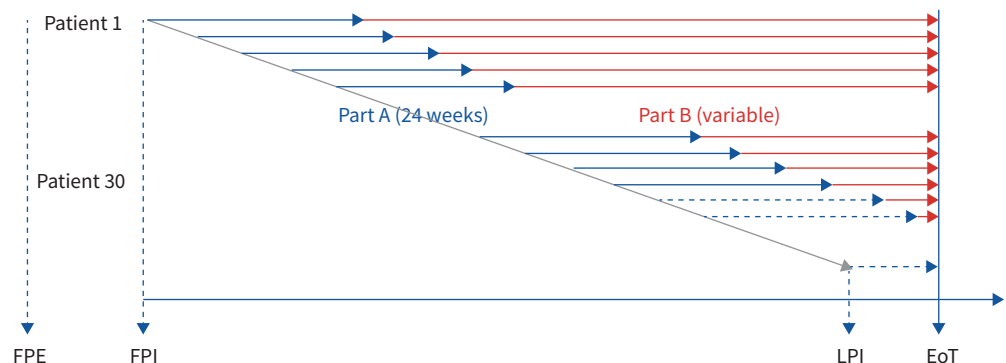 Patient 1
Part A (24 weeks)
Part B (variable)
Patient 30
FPE
FPI
LPI
EoT